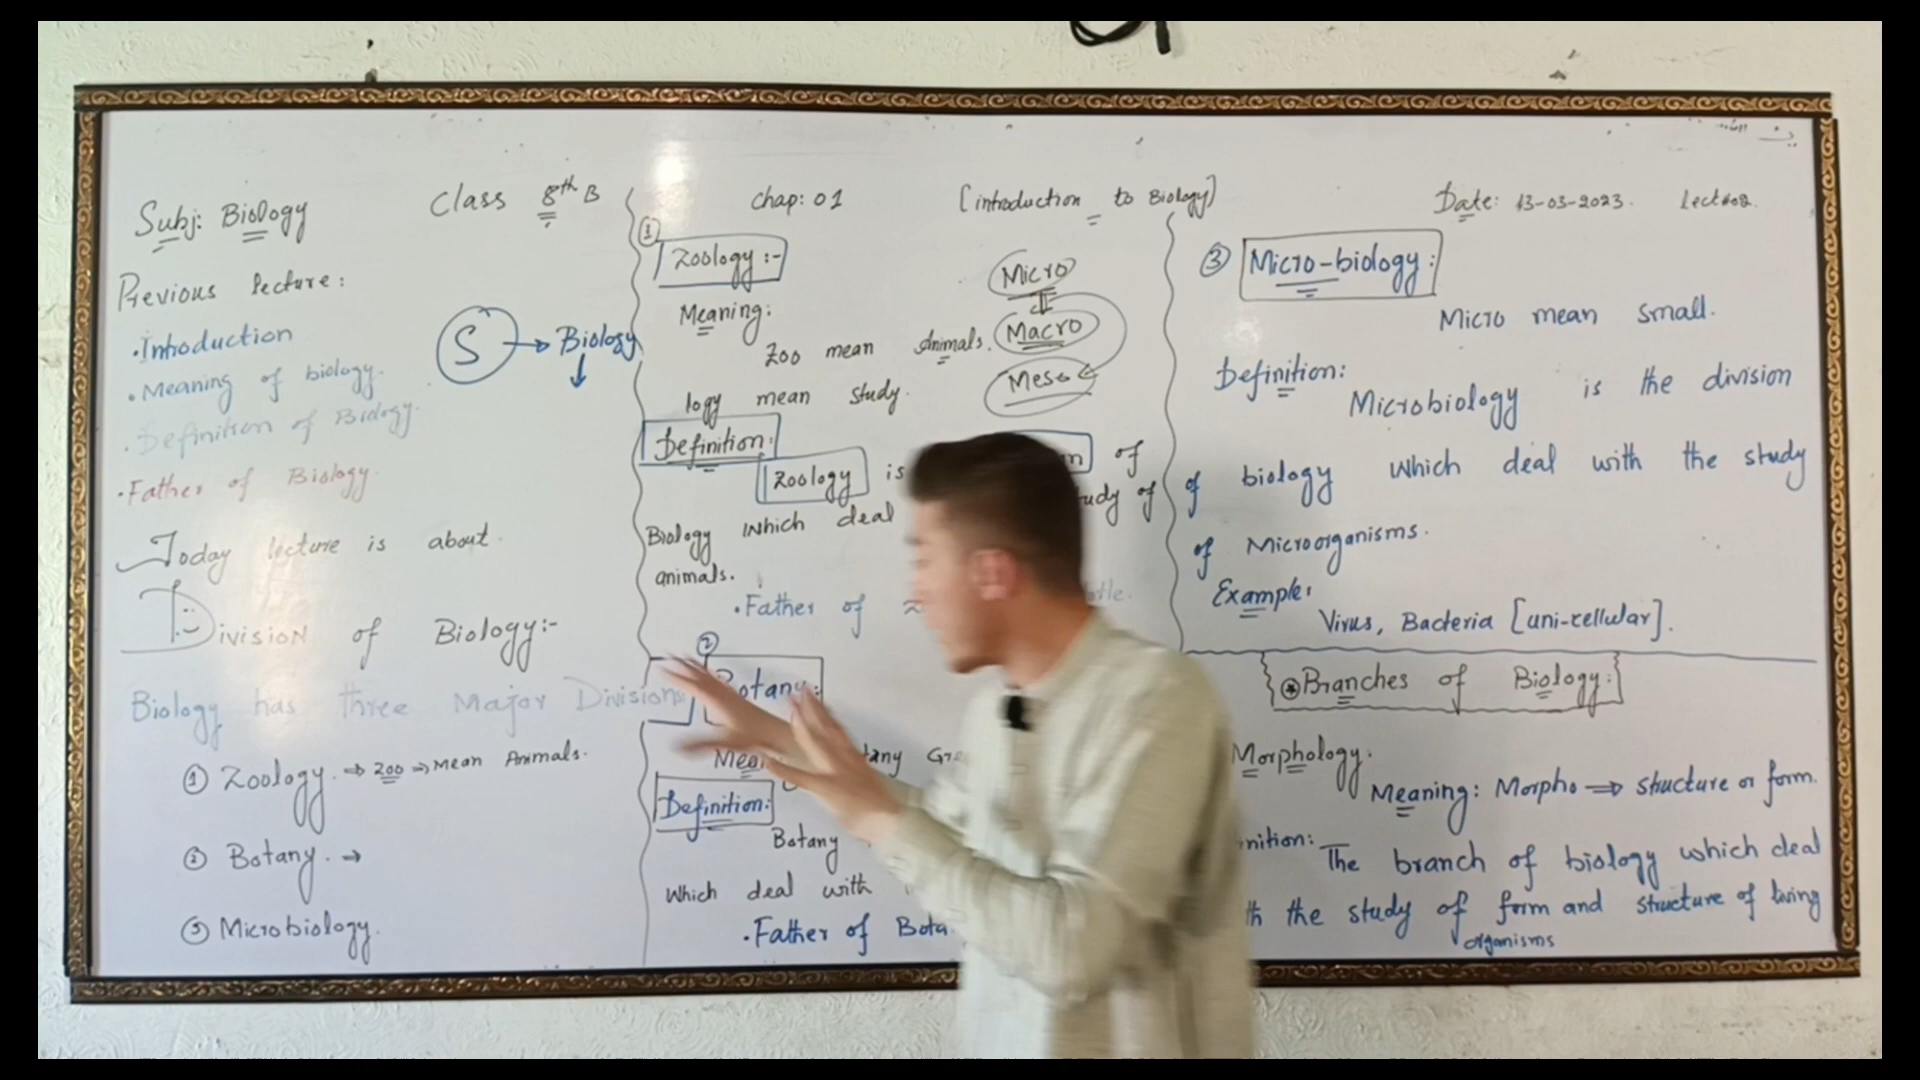 Subj: Biology
Class 8th B
Chap: 01
[introduction to Biology]
Date: 13-03-2023.
Previous lecture:
•Introduction
•Meaning of biology.
•Definition of Biology.
•Father of Biology.
S → Biology
Today lecture is about.
Division of Biology:-
Biology has three Major Divisions
① Zoology. → Zoo → Mean Animals.
② Botany. →
③ Microbiology.
① Zoology :-
Meaning:
Zoo mean Animals.
logy mean study.
Micro
Macro
Meso
Definition:
Zoology is of
Biology which deal
animals.
•Father of
② Botany:
Definition:
Botany
Which deal with
•Father of
③ Micro-biology:
Micro mean small.
Definition:
Microbiology is the division
of biology which deal with the study
of Microorganisms.
Example:
Virus, Bacteria [uni-cellular].
Branches of Biology:
Morphology:
Meaning: Morpho → structure or form.
The branch of biology which deal
the study of form and structure of living
organisms